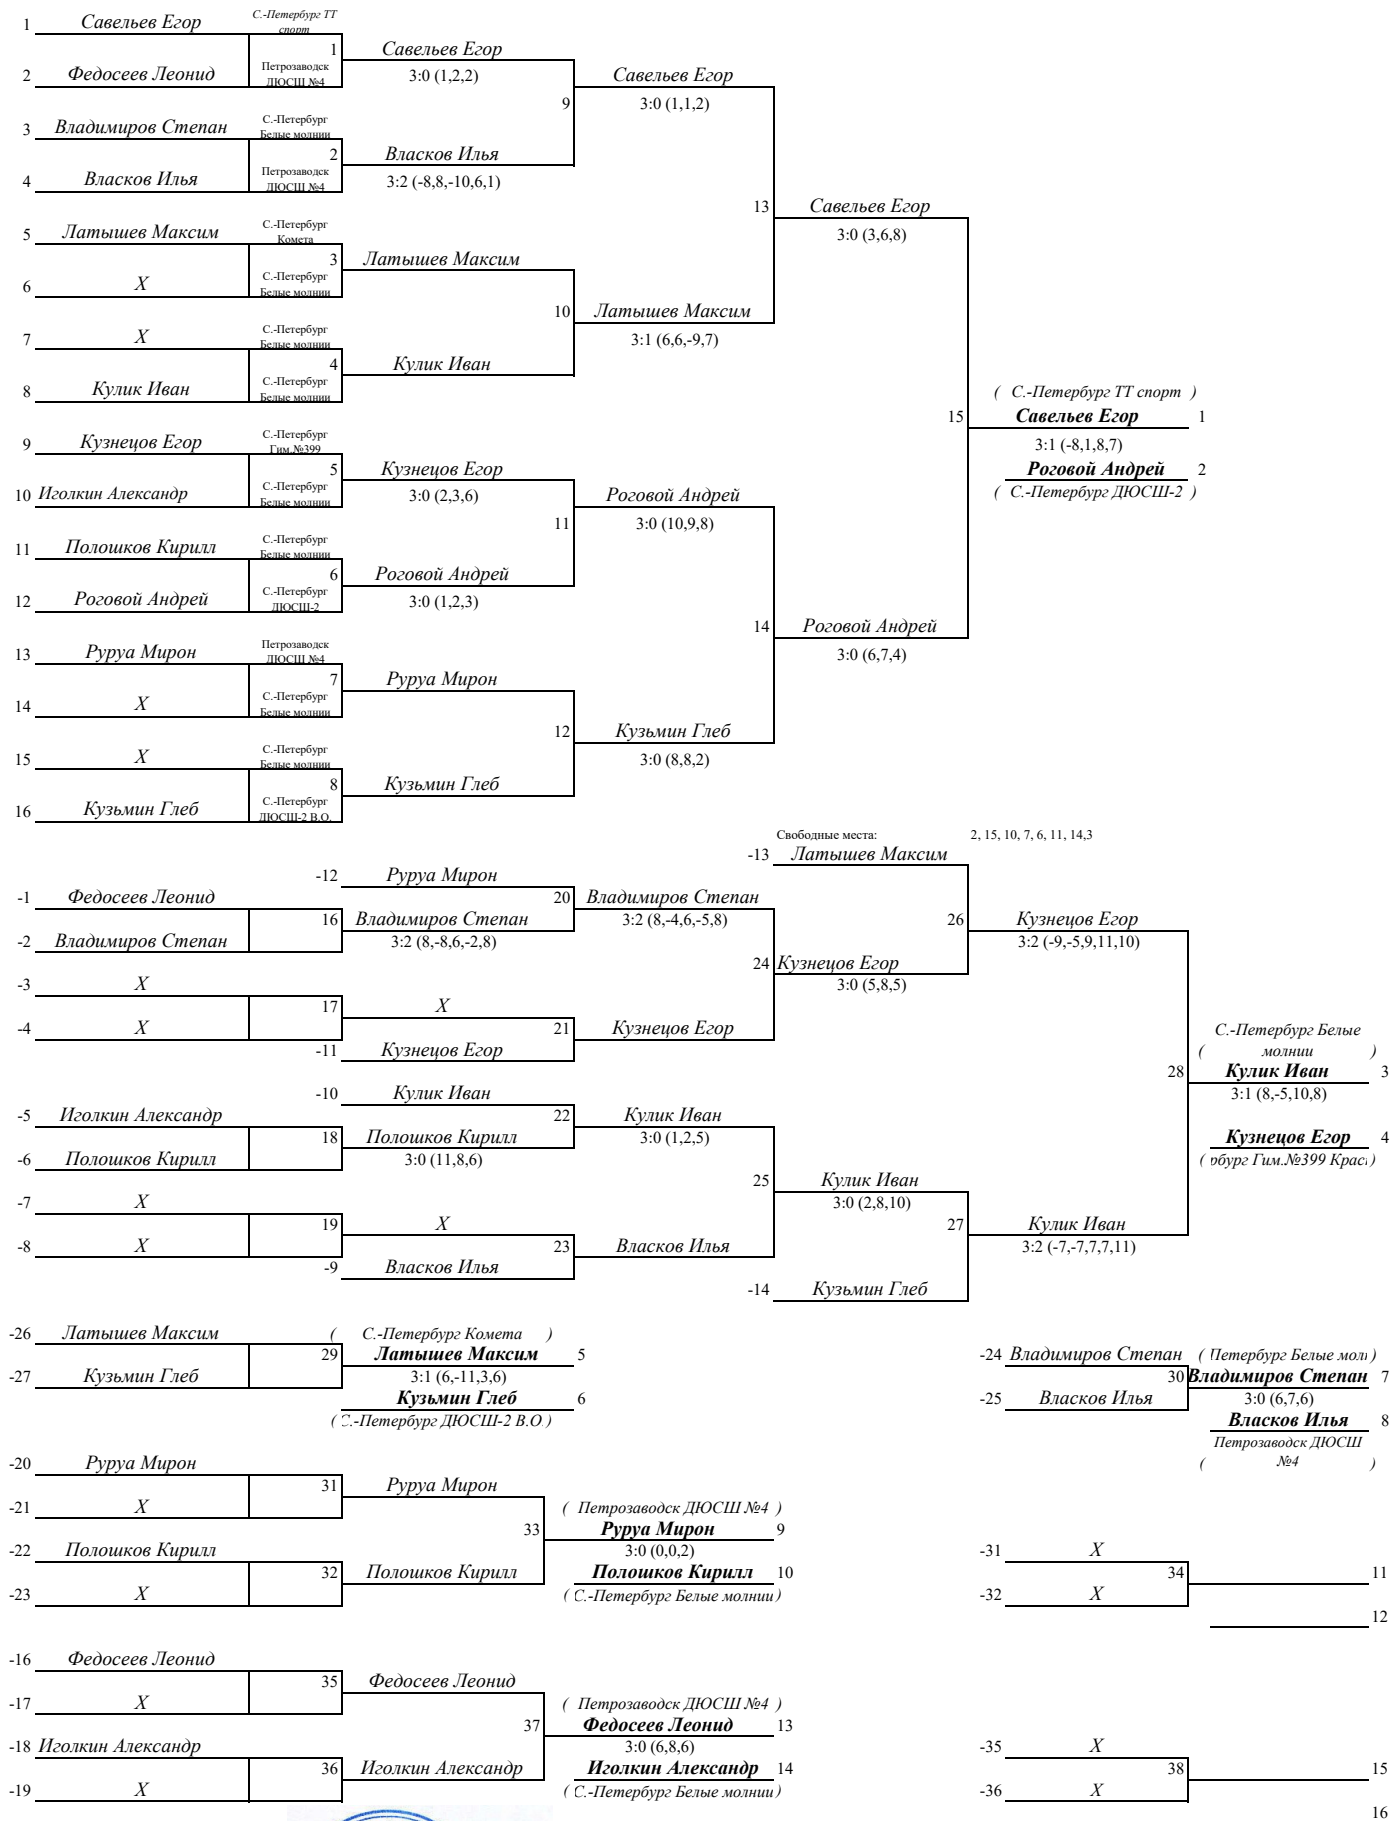 1 Савельев Егор С.-Петербург ТТ спорт
1 Савельев Егор
2 Федосеев Леонид Петрозаводск ДЮСШ №4
3:0 (1,2,2)
Савельев Егор
9 3:0 (1,1,2)
3 Владимиров Степан С.-Петербург Белые молнии
2 Власков Илья
4 Власков Илья Петрозаводск ДЮСШ №4
3:2 (-8,8,-10,6,1)
13 Савельев Егор
3:0 (3,6,8)
5 Латышев Максим С.-Петербург Комета
3 Латышев Максим
6 X С.-Петербург Белые молнии
10 Латышев Максим
3:1 (6,6,-9,7)
7 X С.-Петербург Белые молнии
4 Кулик Иван
8 Кулик Иван С.-Петербург Белые молнии
( С.-Петербург ТТ спорт )
15 Савельев Егор 1
3:1 (-8,1,8,7)
Роговой Андрей 2
( С.-Петербург ДЮСШ-2 )
9 Кузнецов Егор С.-Петербург Гим.№399
5 Кузнецов Егор
10 Иголкин Александр С.-Петербург Белые молнии
3:0 (2,3,6)
Роговой Андрей
11 3:0 (10,9,8)
11 Полошков Кирилл С.-Петербург Белые молнии
6 Роговой Андрей
12 Роговой Андрей С.-Петербург ДЮСШ-2
3:0 (1,2,3)
14 Роговой Андрей
3:0 (6,7,4)
13 Руруа Мирон Петрозаводск ДЮСШ №4
7 Руруа Мирон
14 X С.-Петербург Белые молнии
12 Кузьмин Глеб
3:0 (8,8,2)
15 X С.-Петербург Белые молнии
8 Кузьмин Глеб
16 Кузьмин Глеб С.-Петербург ДЮСШ-2 В.О.
Свободные места: 2, 15, 10, 7, 6, 11, 14,3
-13 Латышев Максим
-12 Руруа Мирон
-1 Федосеев Леонид
20 Владимиров Степан
16 Владимиров Степан
3:2 (8,-4,6,-5,8)
26 Кузнецов Егор
-2 Владимиров Степан
3:2 (8,-8,6,-2,8)
3:2 (-9,-5,9,11,10)
24 Кузнецов Егор
-3 X
3:0 (5,8,5)
17 X
-4 X
21 Кузнецов Егор
-11 Кузнецов Егор
С.-Петербург Белые
( молнии )
28 Кулик Иван 3
3:1 (8,-5,10,8)
-10 Кулик Иван
-5 Иголкин Александр
22 Кулик Иван
18 Полошков Кирилл
3:0 (1,2,5)
Кузнецов Егор 4
-6 Полошков Кирилл
3:0 (11,8,6)
( рбург Гим.№399 Крас )
25 Кулик Иван
-7 X
3:0 (2,8,10)
19 X
27 Кулик Иван
-8 X
23 Власков Илья
3:2 (-7,-7,7,7,11)
-9 Власков Илья
-14 Кузьмин Глеб
-26 Латышев Максим
( С.-Петербург Комета )
29 Латышев Максим 5
-27 Кузьмин Глеб
3:1 (6,-11,3,6)
Кузьмин Глеб 6
( С.-Петербург ДЮСШ-2 В.О.)
-24 Владимиров Степан
( Петербург Белые мол )
30 Владимиров Степан 7
-25 Власков Илья
3:0 (6,7,6)
Власков Илья 8
Петрозаводск ДЮСШ
( №4 )
-20 Руруа Мирон
31 Руруа Мирон
-21 X
( Петрозаводск ДЮСШ №4 )
33 Руруа Мирон 9
-22 Полошков Кирилл
3:0 (0,0,2)
32 Полошков Кирилл
Полошков Кирилл 10
-23 X
( С.-Петербург Белые молнии)
-31 X
34 11
-32 X
12
-16 Федосеев Леонид
35 Федосеев Леонид
-17 X
( Петрозаводск ДЮСШ №4 )
37 Федосеев Леонид 13
-18 Иголкин Александр
3:0 (6,8,6)
36 Иголкин Александр
Иголкин Александр 14
-19 X
( С.-Петербург Белые молнии)
-35 X
38 15
-36 X
16